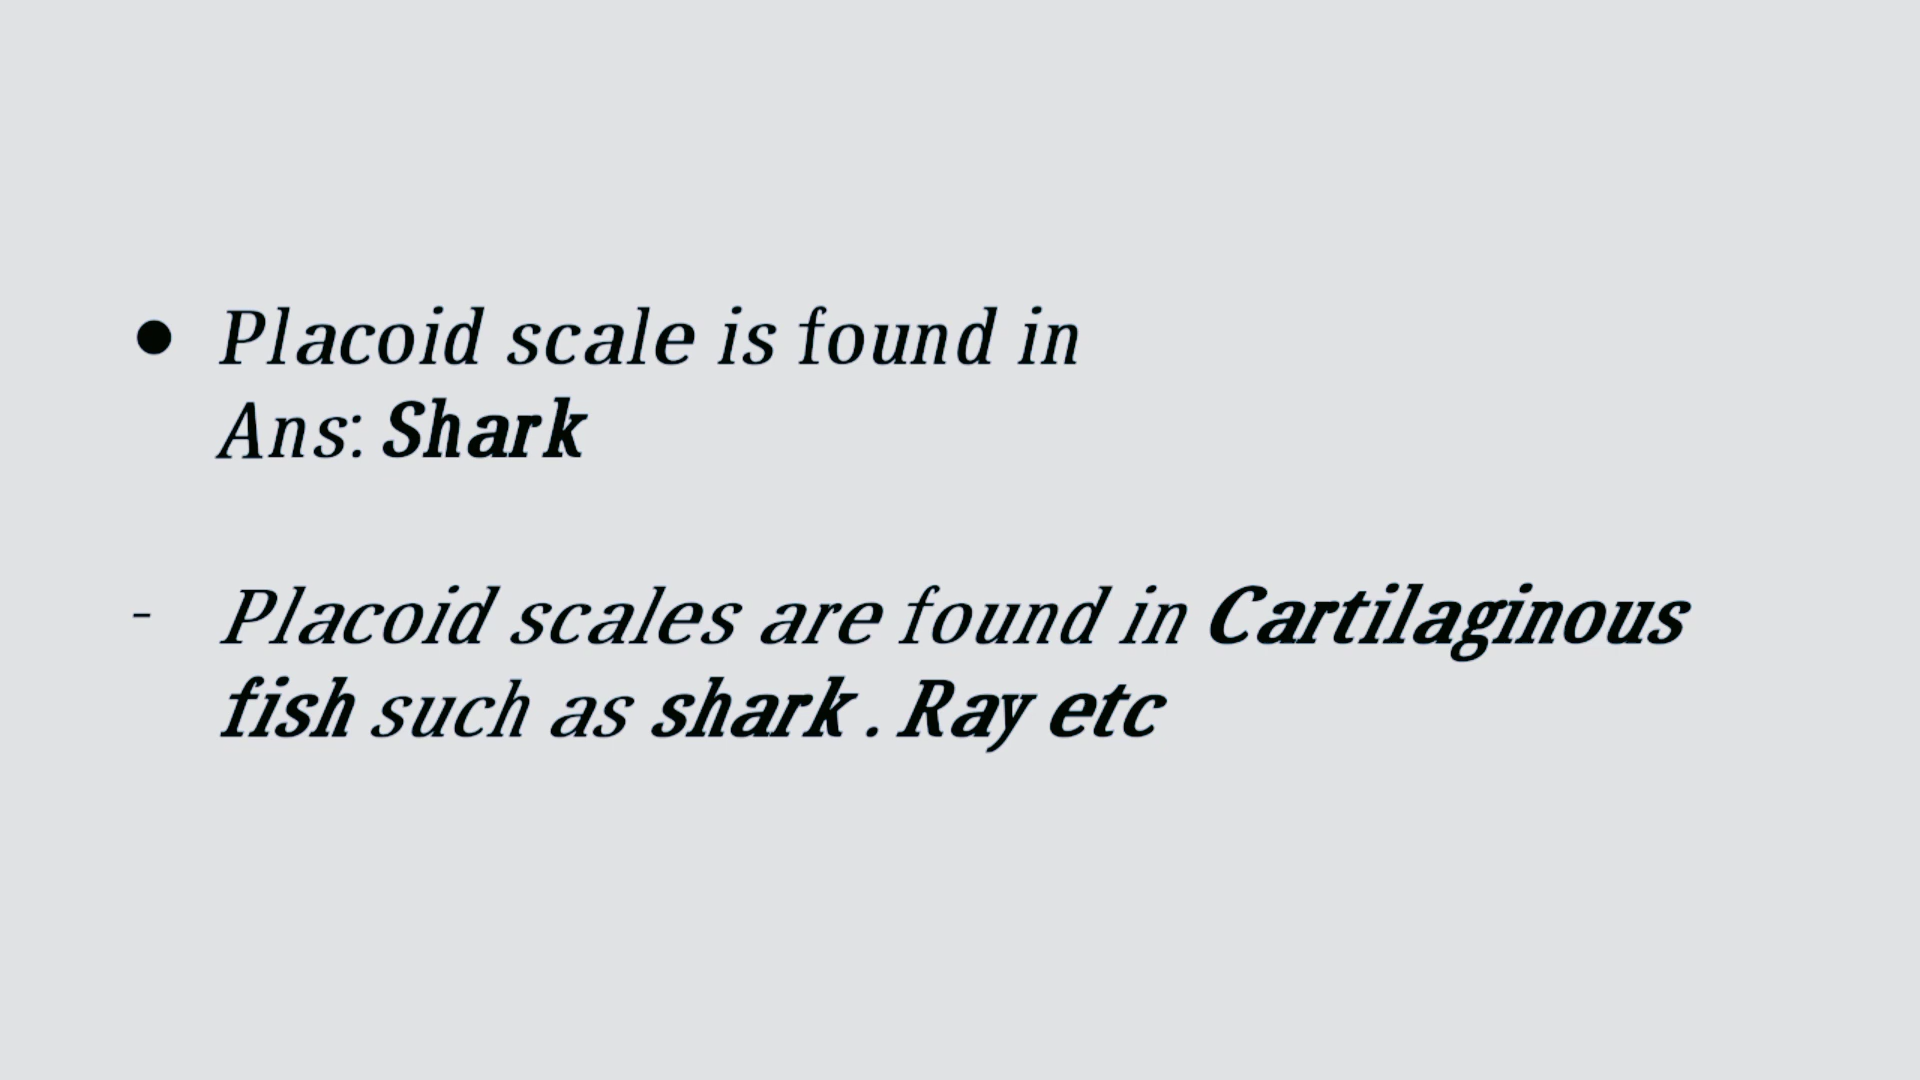 ● Placoid scale is found in
Ans: Shark
- Placoid scales are found in Cartilaginous
fish such as shark . Ray etc